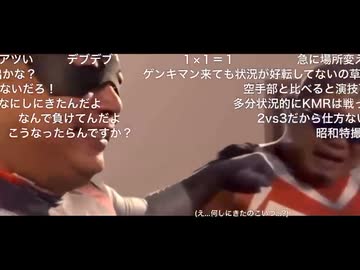 アツい デブデブ 1×1＝1 急に場所変え
出かな？ ゲンキマン来ても状況が好転してないの草
ないだろ！ 空手部と比べると演技
なにしにきたんだよ 多分状況的にKMRは戦っ
なんで負けてんだよ 2vs3だから仕方ない
こうなったらんですか？ 昭和特撮
(え...何しにきたのこいつ...?)